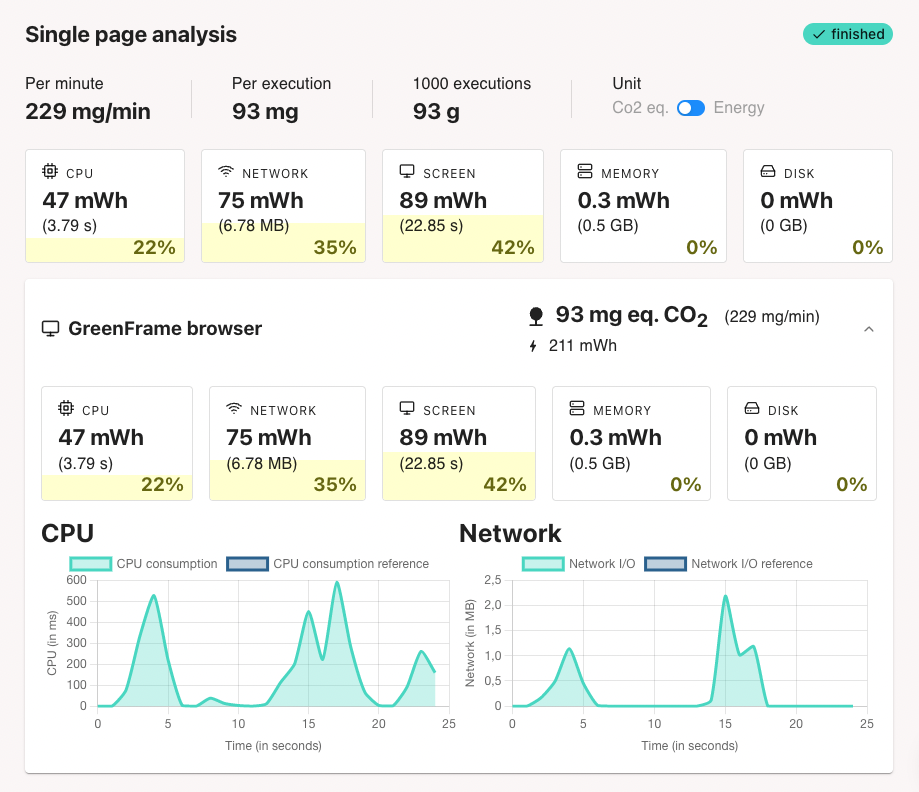 Single page analysis
finished
Per minute
229 mg/min
Per execution
93 mg
1000 executions
93 g
Unit
Co2 eq.
Energy
CPU
47 mWh
(3.79 s)
22%
NETWORK
75 mWh
(6.78 MB)
35%
SCREEN
89 mWh
(22.85 s)
42%
MEMORY
0.3 mWh
(0.5 GB)
0%
DISK
0 mWh
(0 GB)
0%
GreenFrame browser
93 mg eq. CO2 (229 mg/min)
211 mWh
CPU
47 mWh
(3.79 s)
22%
NETWORK
75 mWh
(6.78 MB)
35%
SCREEN
89 mWh
(22.85 s)
42%
MEMORY
0.3 mWh
(0.5 GB)
0%
DISK
0 mWh
(0 GB)
0%
CPU
CPU consumption
CPU consumption reference
CPU (in ms)
600
500
400
300
200
100
0
0 5 10 15 20 25
Time (in seconds)
Network
Network I/O
Network I/O reference
Network (in MB)
2,5
2,0
1,5
1,0
0,5
0
0 5 10 15 20 25
Time (in seconds)